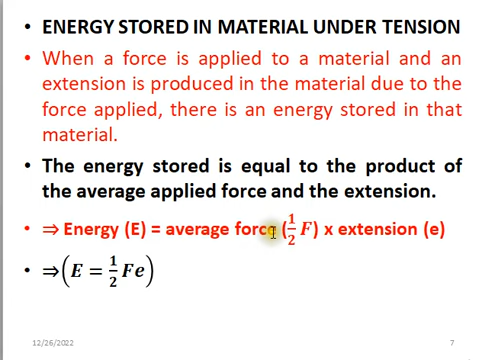 • ENERGY STORED IN MATERIAL UNDER TENSION
• When a force is applied to a material and an
extension is produced in the material due to the
force applied, there is an energy stored in that
material.
• The energy stored is equal to the product of
the average applied force and the extension.
• ⇒ Energy (E) = average force (1/2 F) x extension (e)
• ⇒(E = 1/2 Fe)
12/26/2022 7